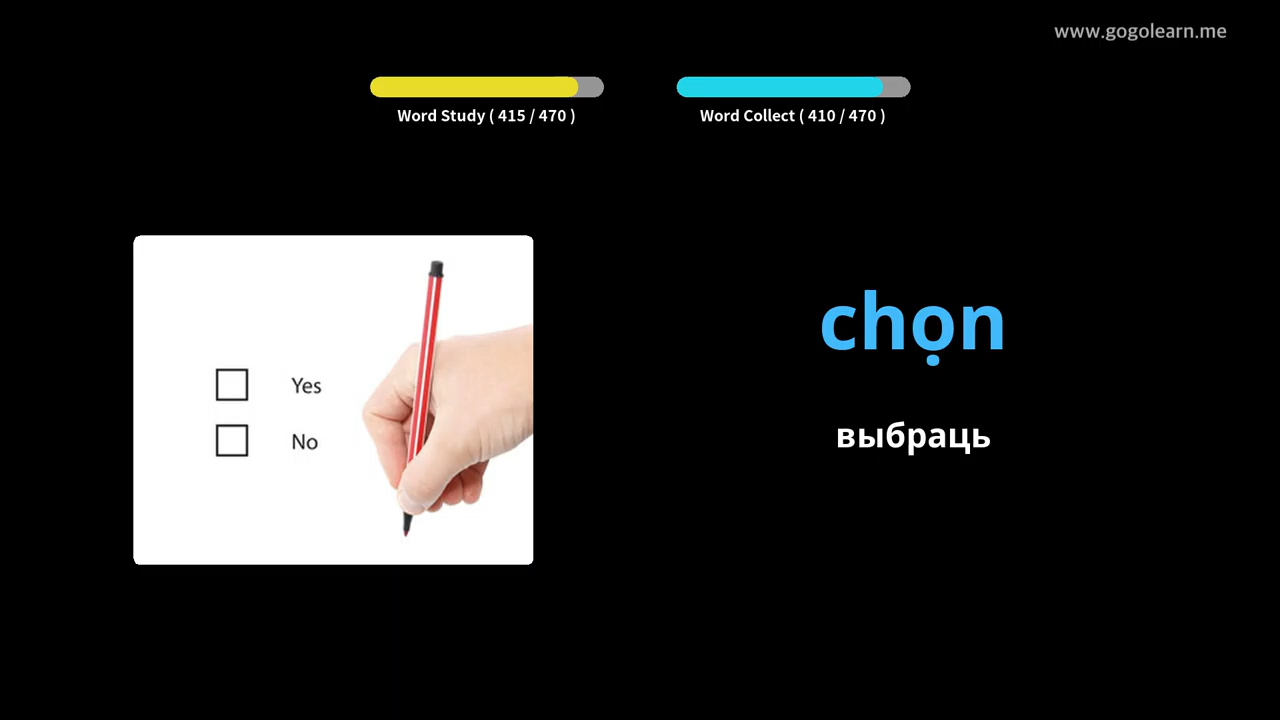 www.gogolearn.me
Word Study ( 415 / 470 )
Word Collect ( 410 / 470 )
Yes
No
chọn
выбраць